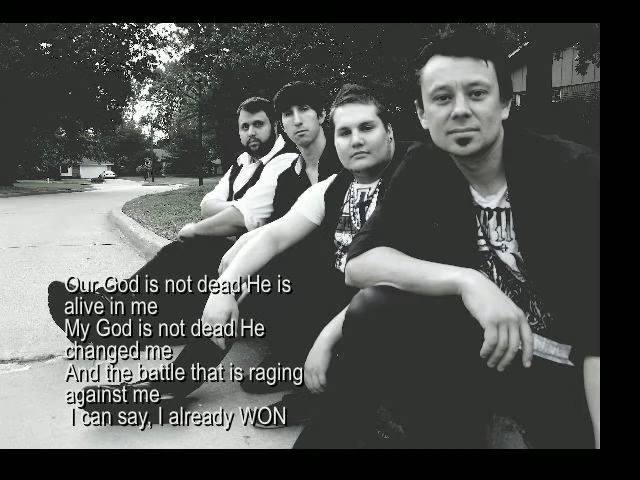 Our God is not dead He is
alive in me
My God is not dead He
changed me
And the battle that is raging
against me
I can say, I already WON